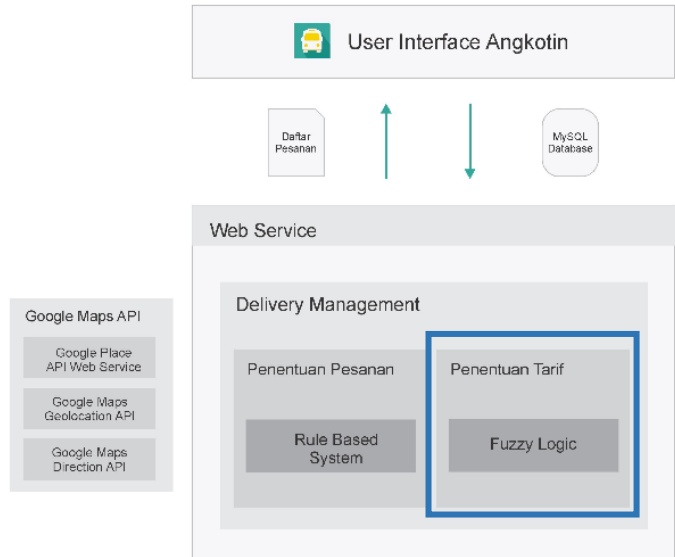 User Interface Angkotin
Daftar
Pesanan
MySQL
Database
Web Service
Delivery Management
Google Maps API
Google Place
API Web Service
Google Maps
Geolocation API
Google Maps
Direction API
Penentuan Pesanan
Rule Based
System
Penentuan Tarif
Fuzzy Logic